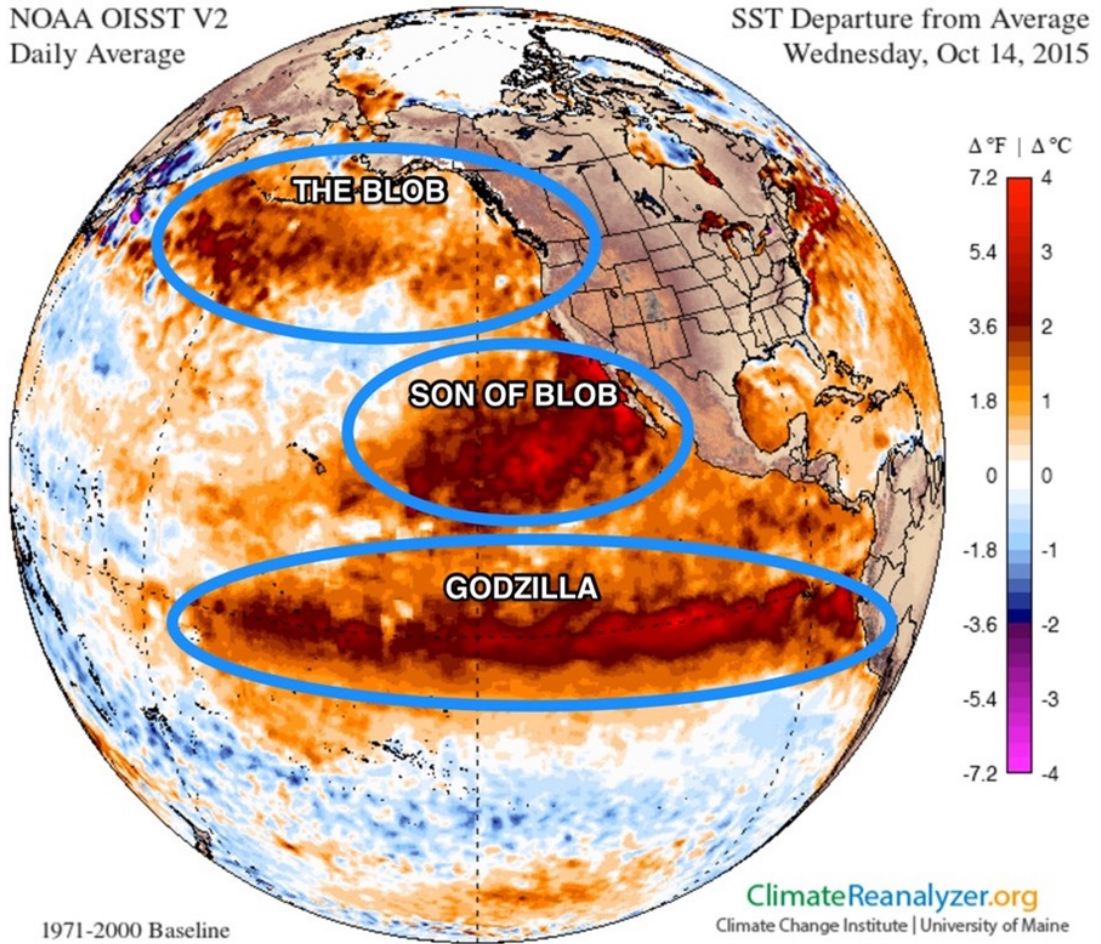 NOAA OISST V2
Daily Average
SST Departure from Average
Wednesday, Oct 14, 2015
Δ °F | Δ °C
7.2 4
5.4 3
3.6 2
1.8 1
0 0
-1.8 -1
-3.6 -2
-5.4 -3
-7.2 -4
THE BLOB
SON OF BLOB
GODZILLA
1971-2000 Baseline
ClimateReanalyzer.org
Climate Change Institute | University of Maine